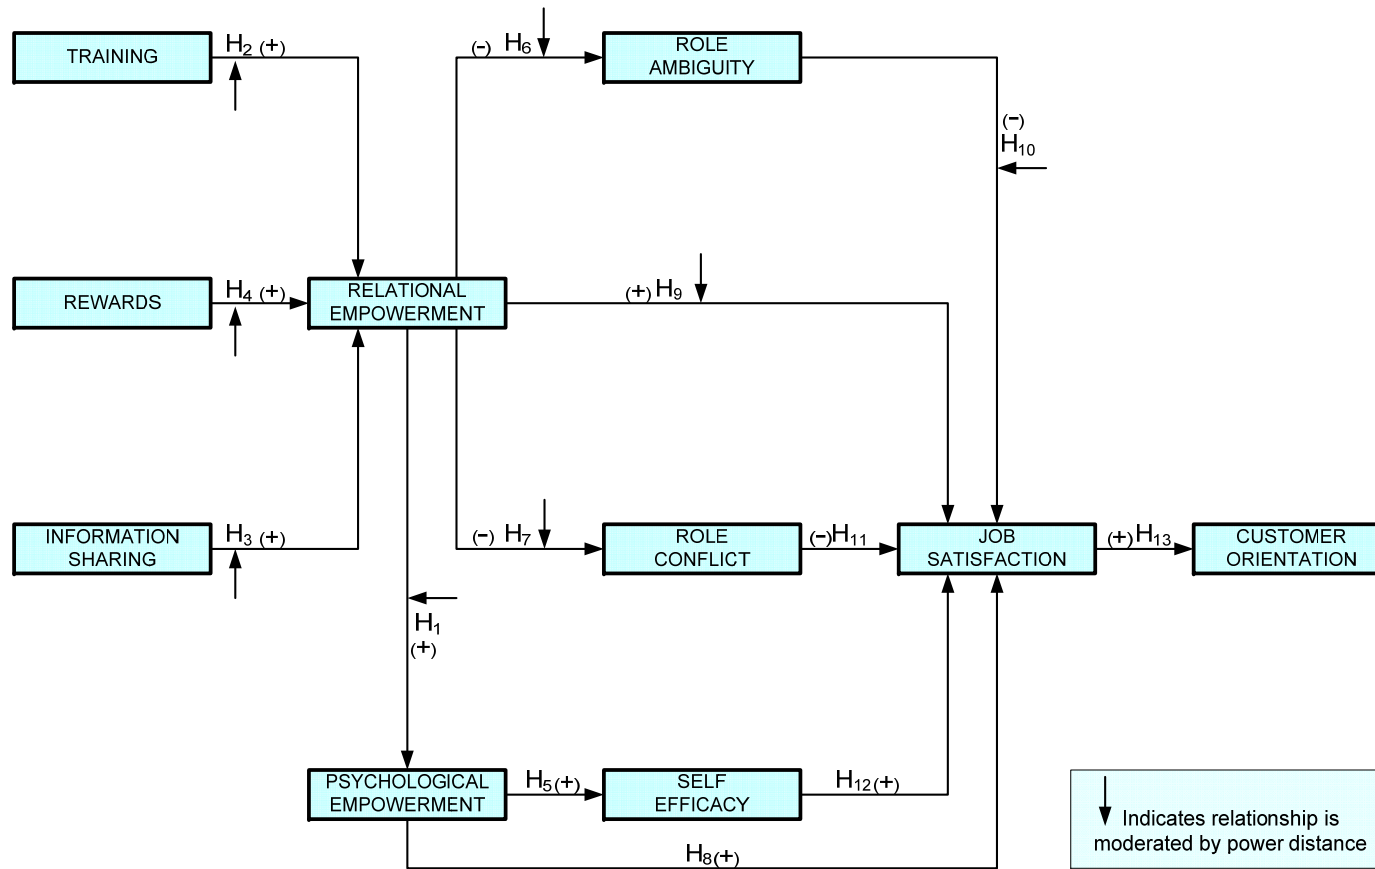 TRAINING
H2 (+)
(-) H6
ROLE
AMBIGUITY
(-)
H10
REWARDS
H4 (+)
RELATIONAL
EMPOWERMENT
(+) H9
INFORMATION
SHARING
H3 (+)
(-) H7
ROLE
CONFLICT
(-)H11
JOB
SATISFACTION
(+) H13
CUSTOMER
ORIENTATION
H1
(+)
PSYCHOLOGICAL
EMPOWERMENT
H5(+)
SELF
EFFICACY
H12(+)
H8(+)
Indicates relationship is
moderated by power distance